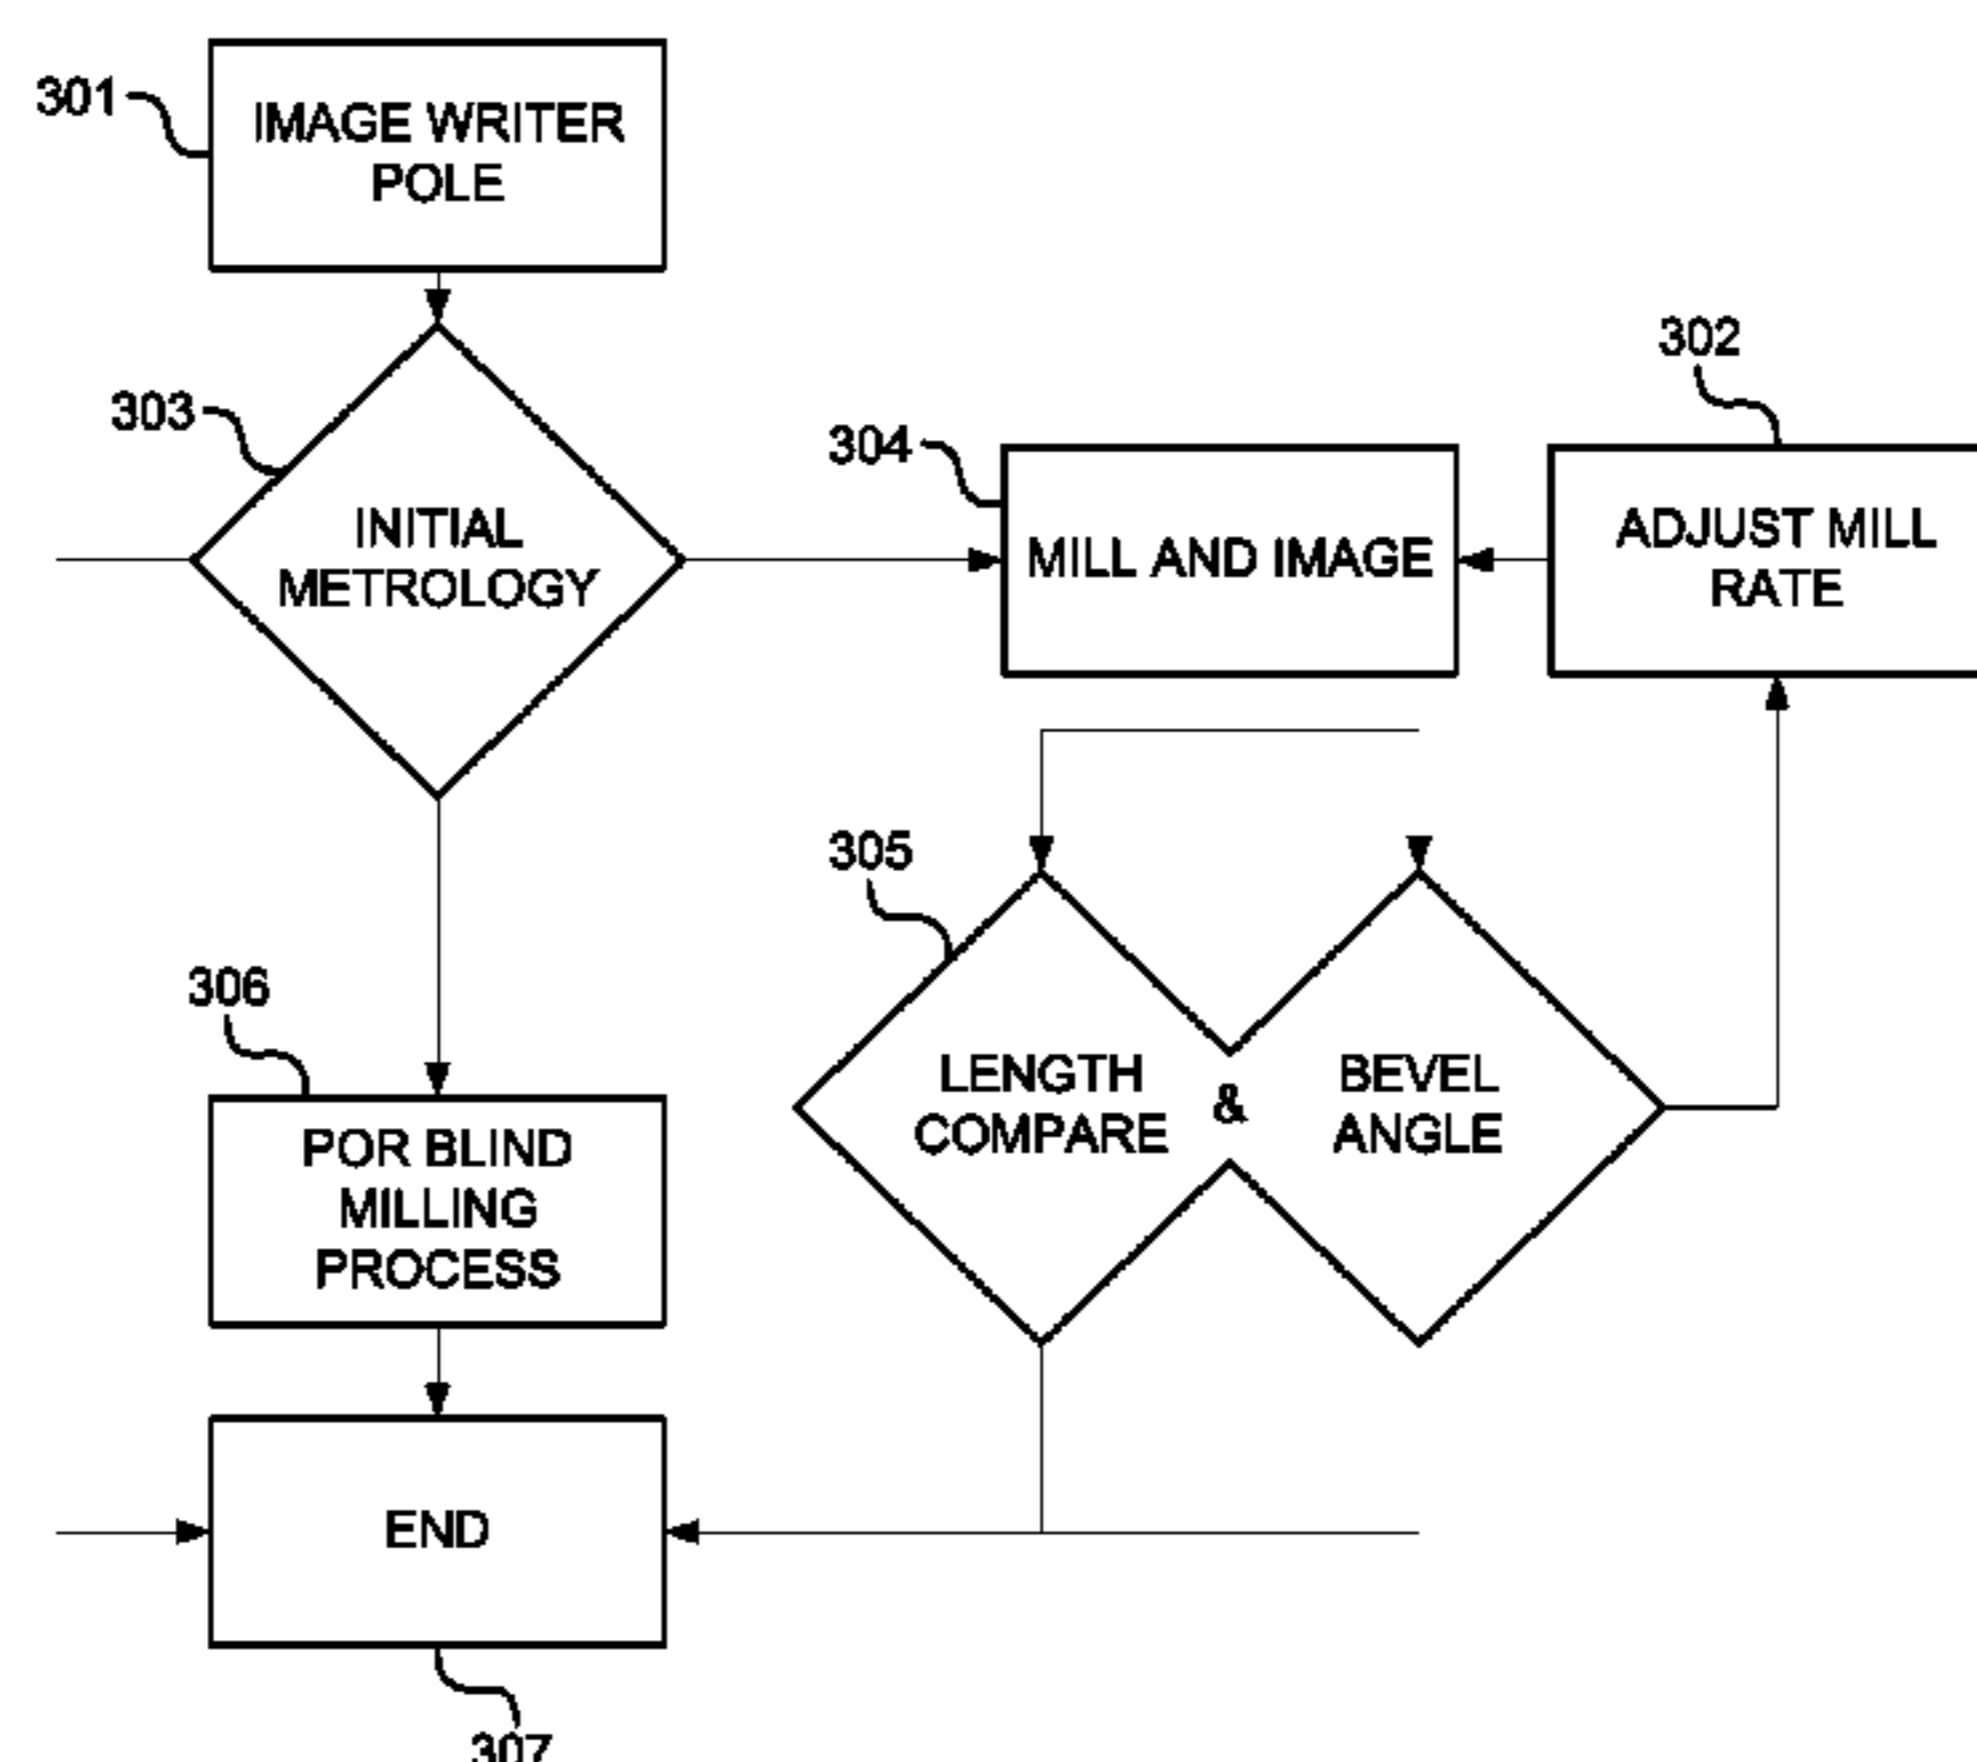 301
IMAGE WRITER
POLE
303
INITIAL
METROLOGY
304
MILL AND IMAGE
302
ADJUST MILL
RATE
305
LENGTH
COMPARE
&
BEVEL
ANGLE
306
POR BLIND
MILLING
PROCESS
END
307